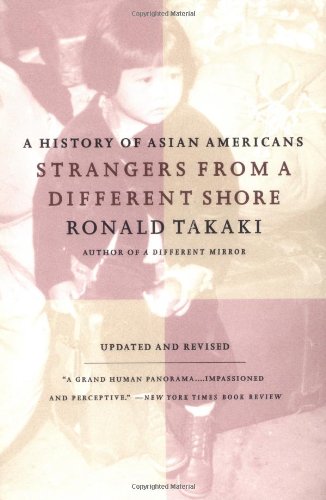 A HISTORY OF ASIAN AMERICANS
STRANGERS FROM A
DIFFERENT SHORE
RONALD TAKAKI
AUTHOR OF A DIFFERENT MIRROR
UPDATED AND REVISED
"A GRAND HUMAN PANORAMA....IMPASSIONED
AND PERCEPTIVE." —NEW YORK TIMES BOOK REVIEW